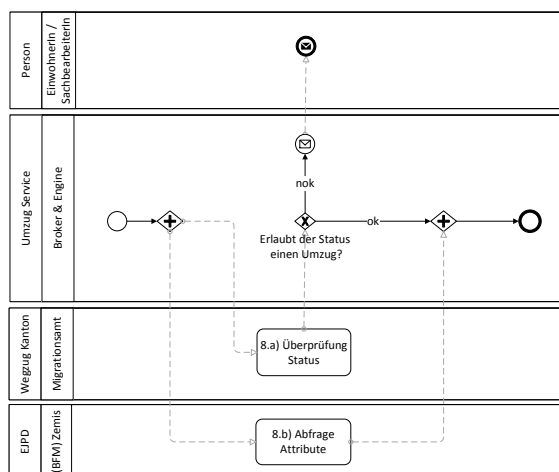 Person
EinwohnerIn /
SachbearbeiterIn
Umzug Service
Broker & Engine
nok
ok
Erlaubt der Status
einen Umzug?
Wegzug Kanton
Migrationsamt
8.a) Überprüfung
Status
EJPD
(BFM) Zemis
8.b) Abfrage
Attribute